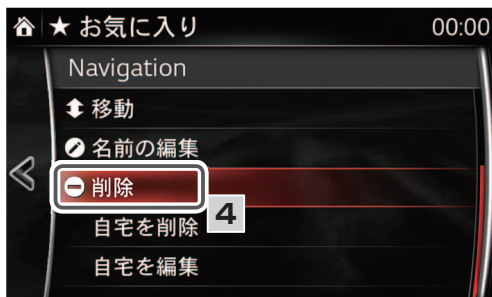 ★ お気に入り 00:00
Navigation
移動
名前の編集
削除
4
自宅を削除
自宅を編集